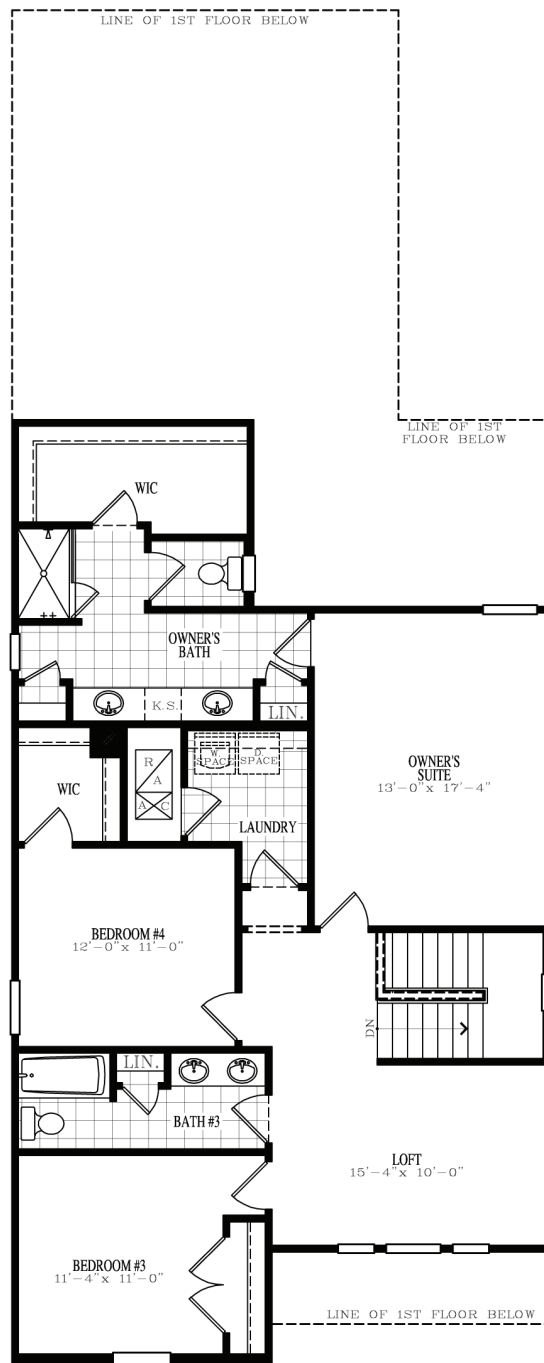 LINE OF 1ST FLOOR BELOW
LINE OF 1ST
FLOOR BELOW
WIC
OWNER'S
BATH
K.S.
LIN.
OWNER'S
SUITE
13'-0"x 17'-4"
W.
SPACE
D.
SPACE
R
A
A
C
WIC
LAUNDRY
BEDROOM #4
12'-0"x 11'-0"
DN
LIN.
BATH #3
LOFT
15'-4"x 10'-0"
BEDROOM #3
11'-4"x 11'-0"
LINE OF 1ST FLOOR BELOW